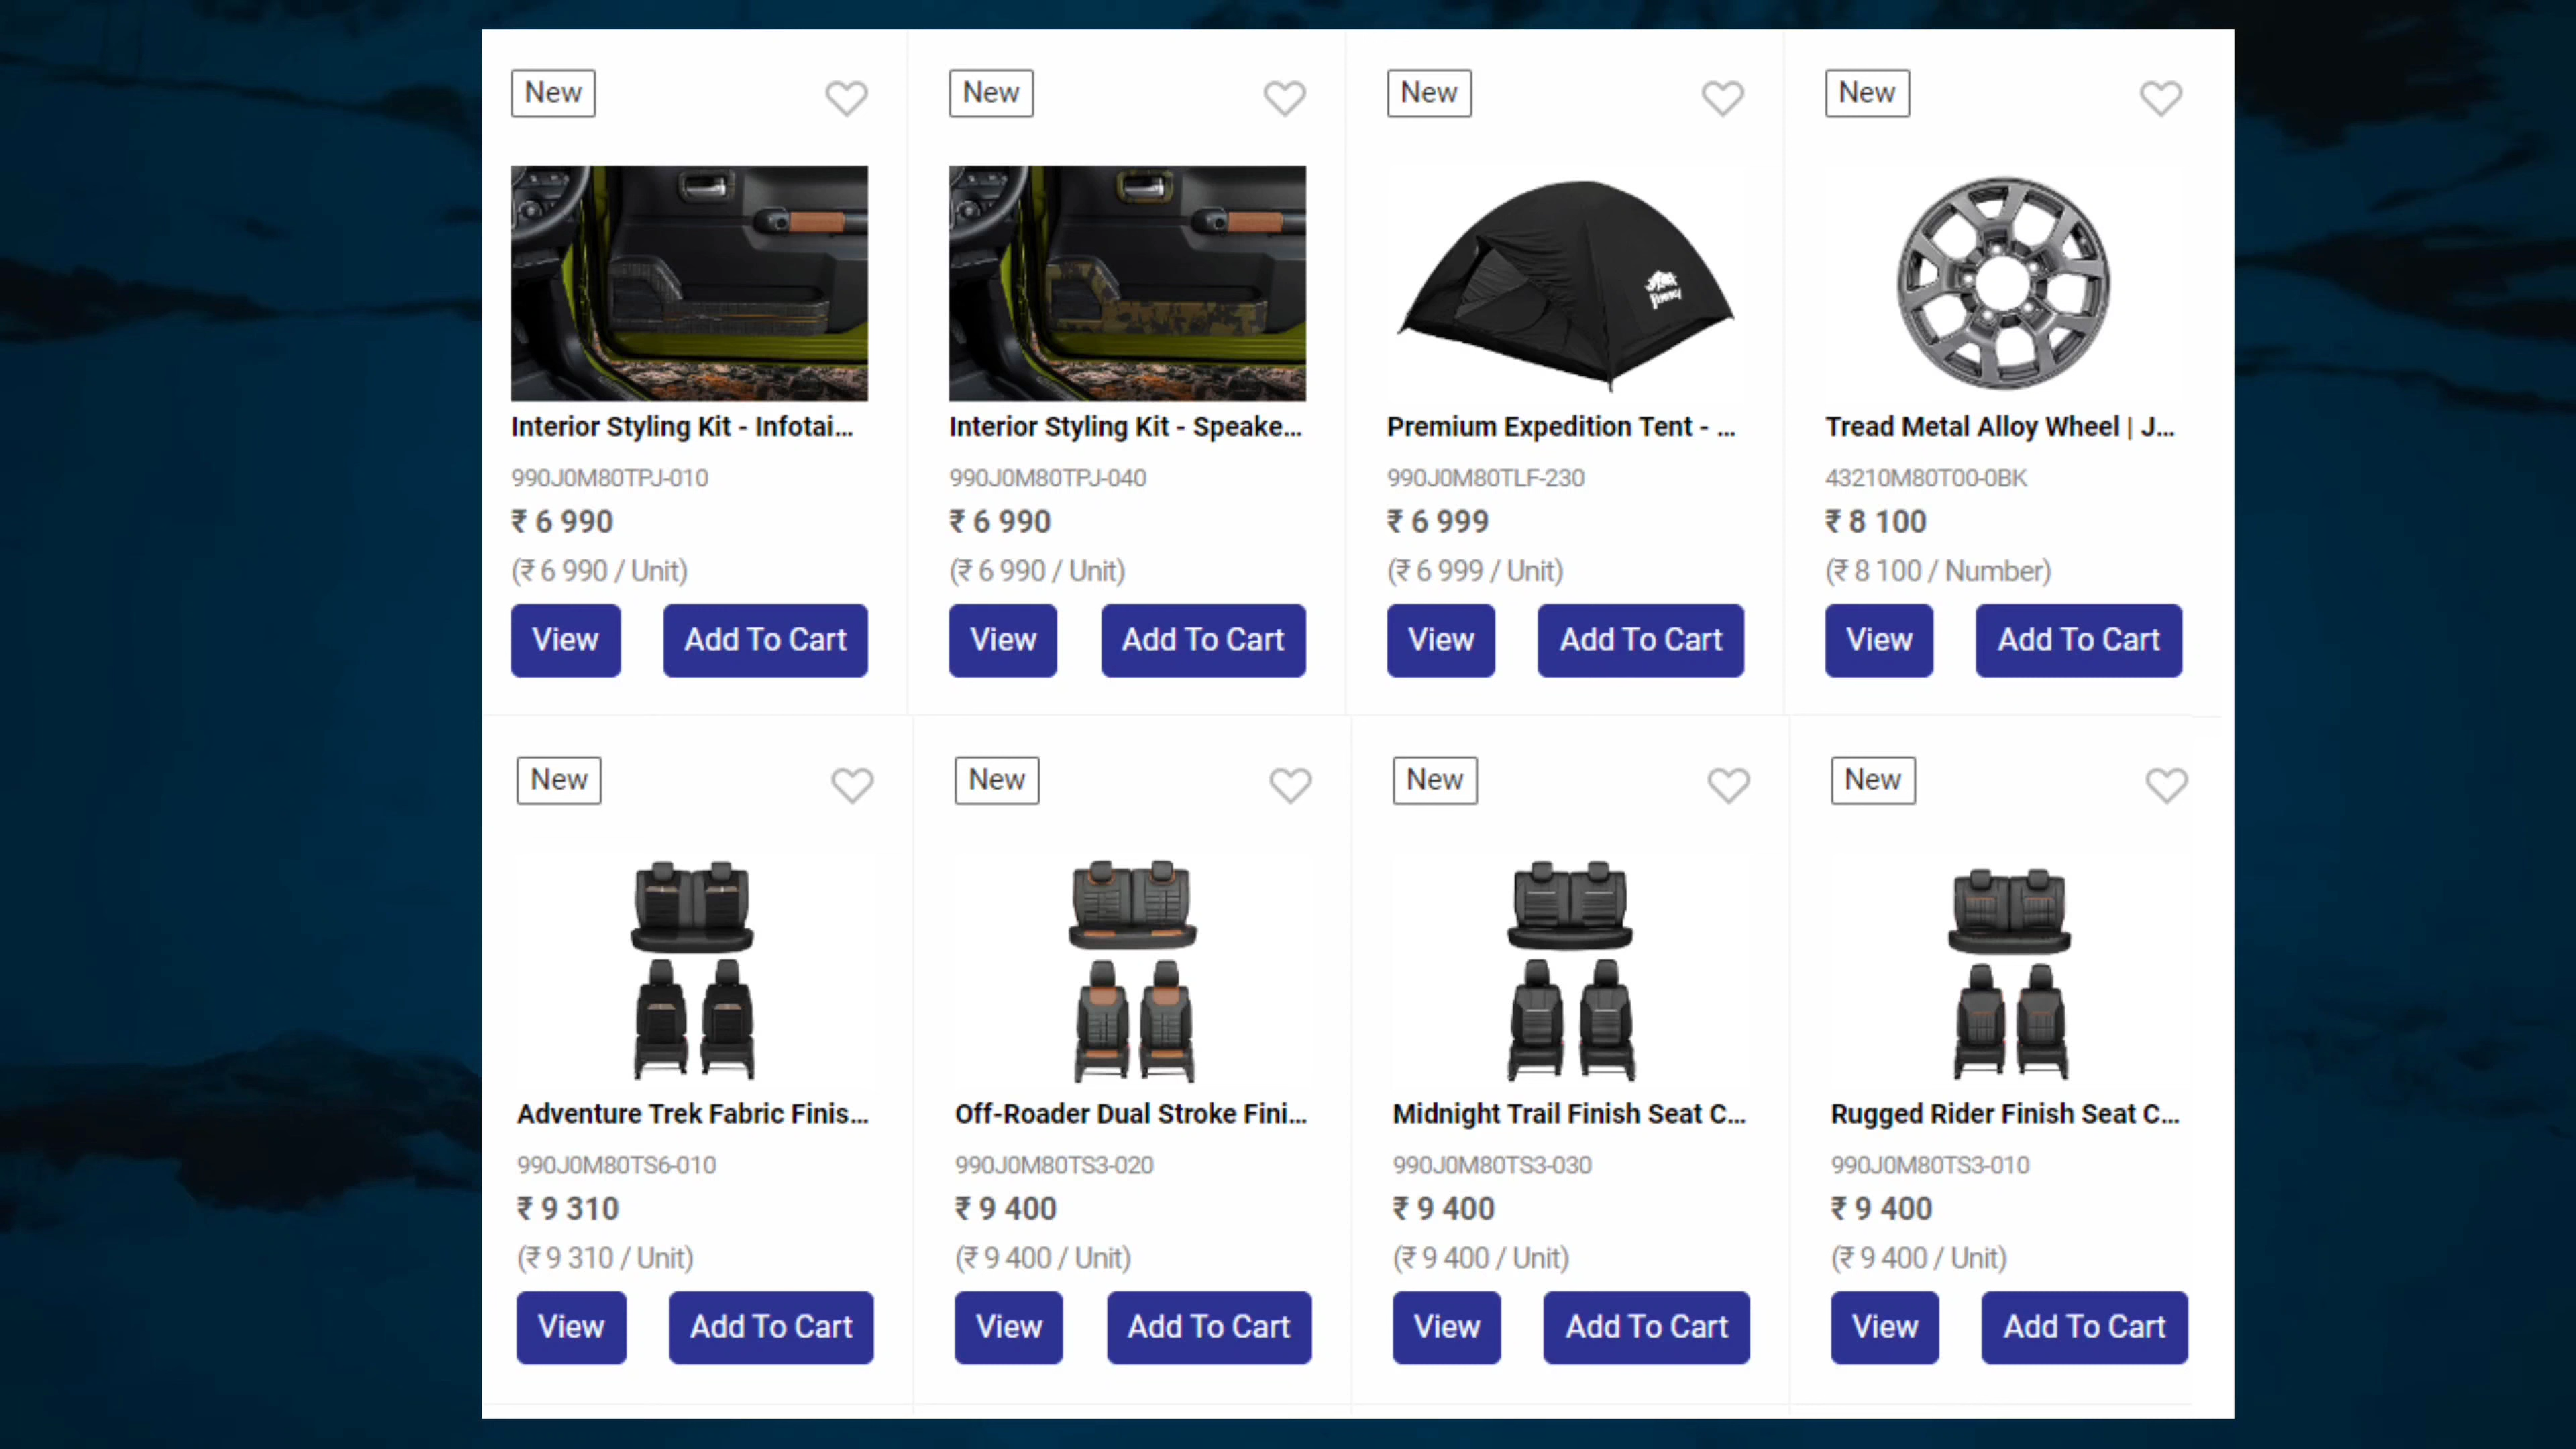 New
New
New
New
JIMNY
Interior Styling Kit - Infotai...
Interior Styling Kit - Speake...
Premium Expedition Tent - ...
Tread Metal Alloy Wheel | J...
990J0M80TPJ-010
990J0M80TPJ-040
990J0M80TLF-230
43210M80T00-0BK
₹ 6 990
₹ 6 990
₹ 6 999
₹ 8 100
(₹ 6 990 / Unit)
(₹ 6 990 / Unit)
(₹ 6 999 / Unit)
(₹ 8 100 / Number)
View
Add To Cart
View
Add To Cart
View
Add To Cart
View
Add To Cart
New
New
New
New
Adventure Trek Fabric Finis...
Off-Roader Dual Stroke Fini...
Midnight Trail Finish Seat C...
Rugged Rider Finish Seat C...
990J0M80TS6-010
990J0M80TS3-020
990J0M80TS3-030
990J0M80TS3-010
₹ 9 310
₹ 9 400
₹ 9 400
₹ 9 400
(₹ 9 310 / Unit)
(₹ 9 400 / Unit)
(₹ 9 400 / Unit)
(₹ 9 400 / Unit)
View
Add To Cart
View
Add To Cart
View
Add To Cart
View
Add To Cart